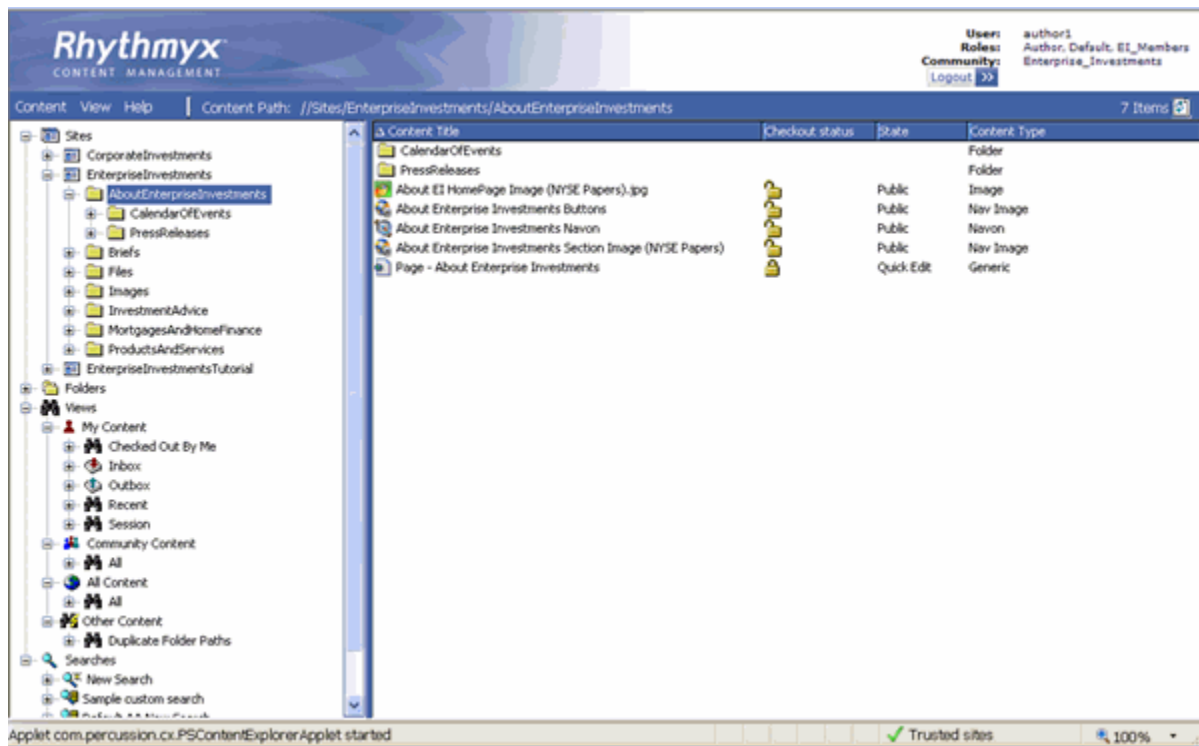 Rhythmyx
CONTENT MANAGEMENT
User: author1
Roles: Author, Default, EI_Members
Community: Enterprise_Investments
Logout
Content View Help Content Path: //Sites/EnterpriseInvestments/AboutEnterpriseInvestments 7 Items
Sites
CorporateInvestments
EnterpriseInvestments
AboutEnterpriseInvestments
CalendarOfEvents
PressReleases
Briefs
Files
Images
InvestmentAdvice
MortgagesAndHomeFinance
ProductsAndServices
EnterpriseInvestmentsTutorial
Folders
Views
My Content
Checked Out By Me
Inbox
Outbox
Recent
Session
Community Content
All
All Content
All
Other Content
Duplicate Folder Paths
Searches
New Search
Sample custom search
Content Title Checkout status State Content Type
CalendarOfEvents Folder
PressReleases Folder
About EI HomePage Image (NYSE Papers).jpg Public Image
About Enterprise Investments Buttons Public Nav Image
About Enterprise Investments Navon Public Navon
About Enterprise Investments Section Image (NYSE Papers) Public Nav Image
Page - About Enterprise Investments Quick Edit Generic
Applet com.percussion.cx.PSContentExplorerApplet started Trusted sites 100%